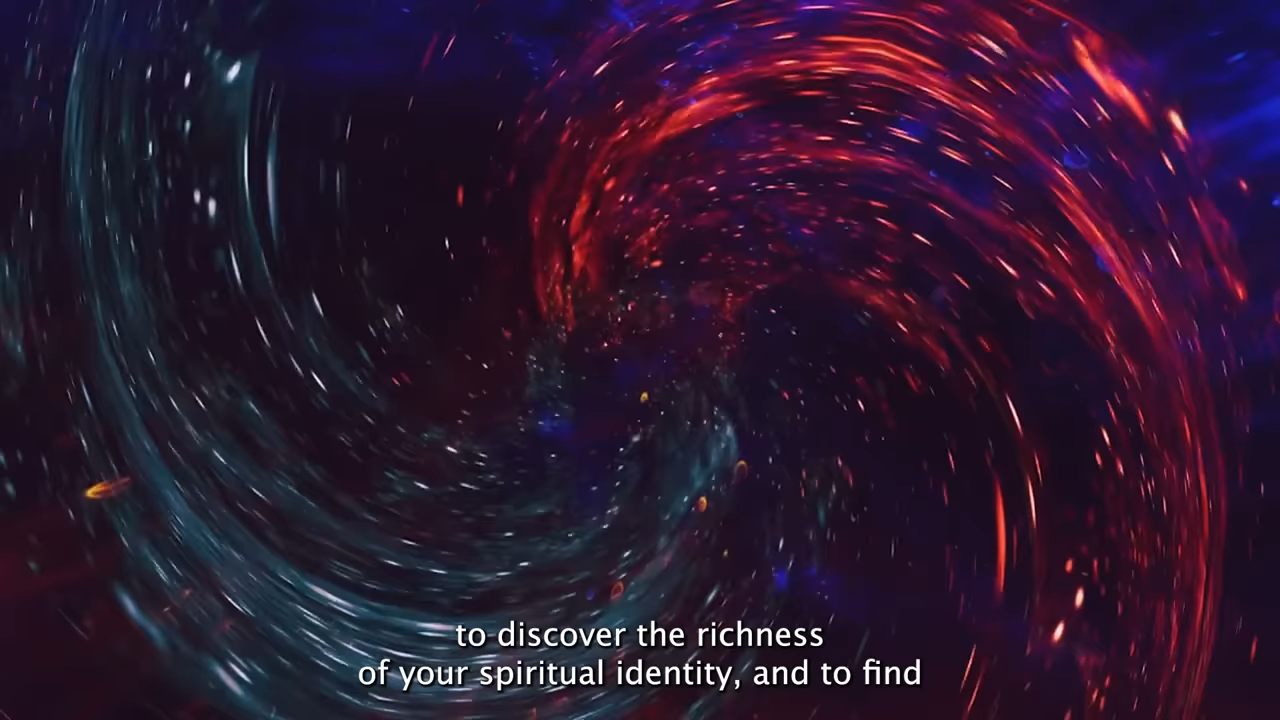 to discover the richness
of your spiritual identity, and to find